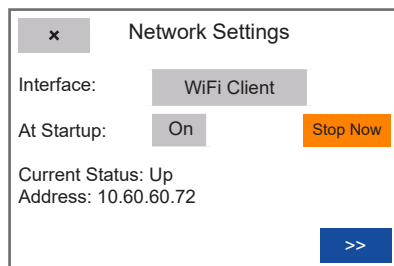 × Network Settings
Interface: WiFi Client
At Startup: On Stop Now
Current Status: Up
Address: 10.60.60.72
>>